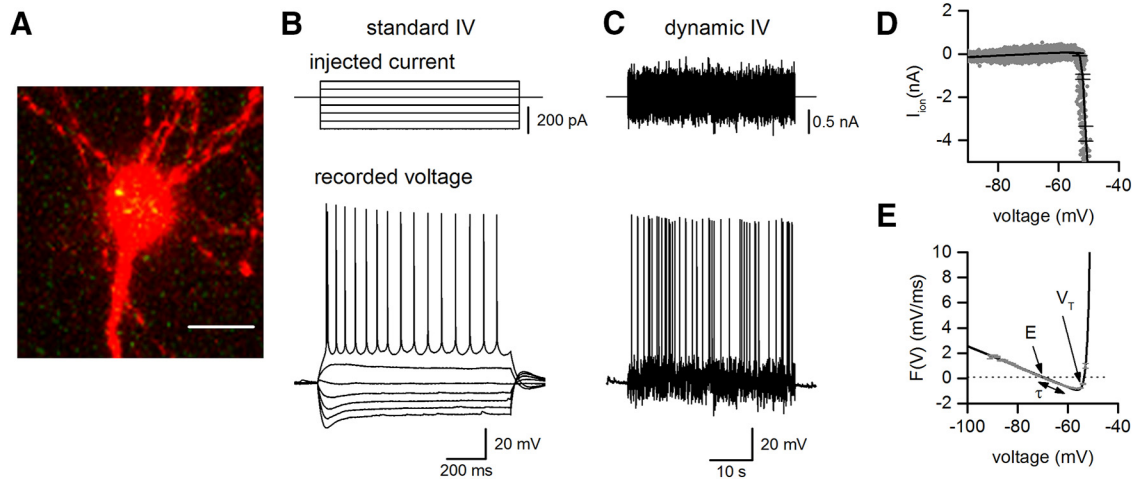 A
B
standard IV
injected current
200 pA
recorded voltage
20 mV
200 ms
C
dynamic IV
0.5 nA
20 mV
10 s
D
2
0
-2
-4
I_ion(nA)
-80
-60
-40
voltage (mV)
E
10
8
6
4
2
0
-2
F(V) (mV/ms)
E
V_T
τ
-100
-80
-60
-40
voltage (mV)